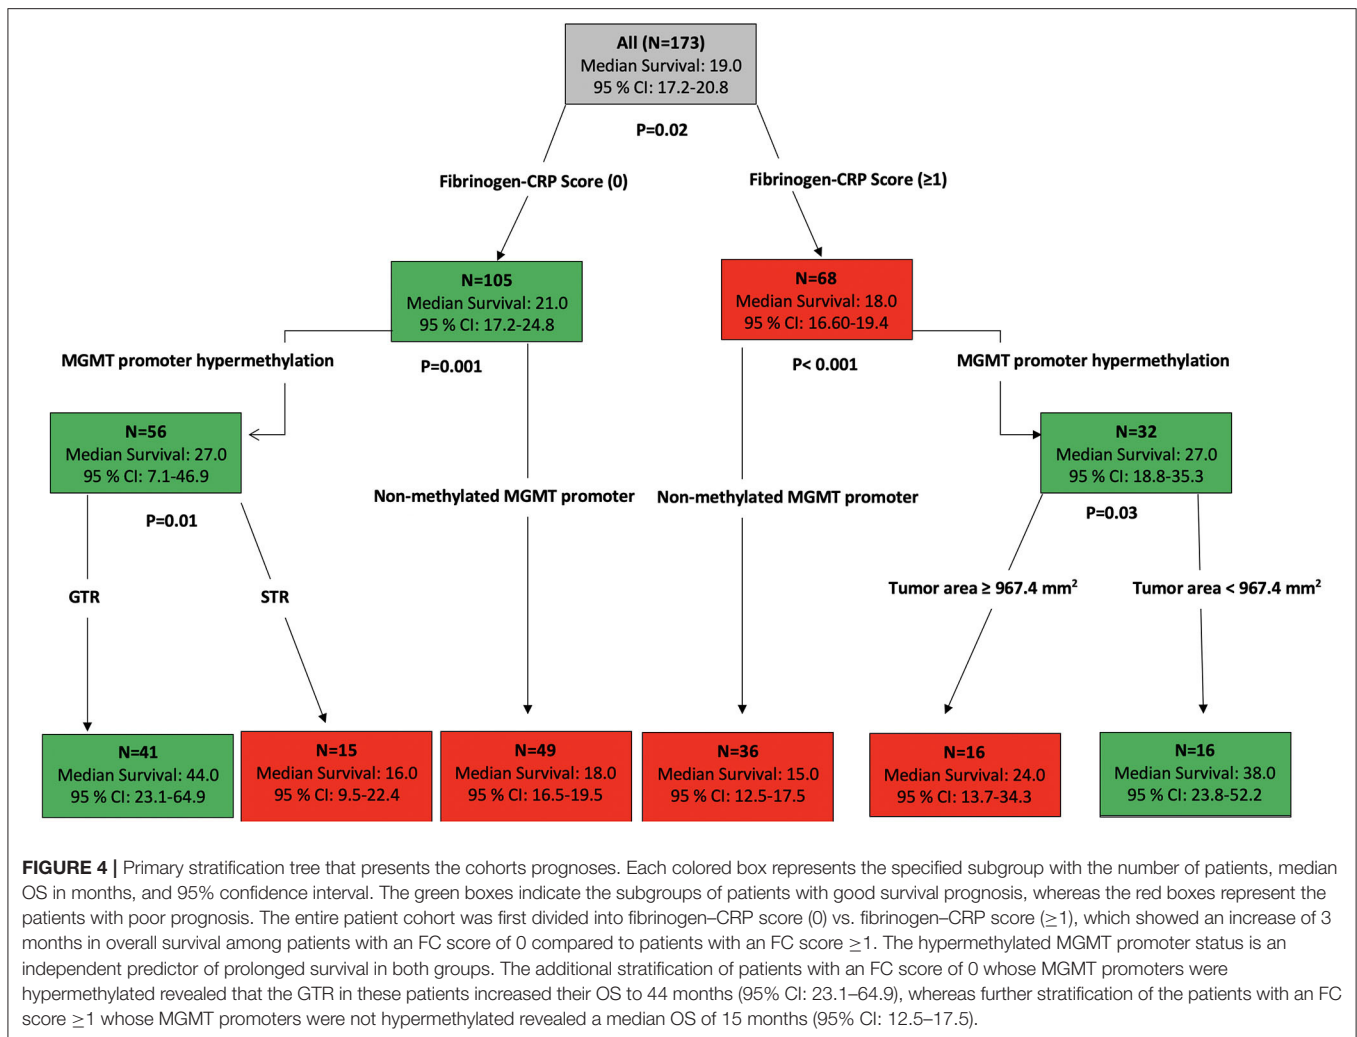 All (N=173)
Median Survival: 19.0
95 % CI: 17.2-20.8
P=0.02
Fibrinogen-CRP Score (0)
Fibrinogen-CRP Score (≥1)
N=105
Median Survival: 21.0
95 % CI: 17.2-24.8
N=68
Median Survival: 18.0
95 % CI: 16.60-19.4
MGMT promoter hypermethylation
P=0.001
P< 0.001
MGMT promoter hypermethylation
N=56
Median Survival: 27.0
95 % CI: 7.1-46.9
N=32
Median Survival: 27.0
95 % CI: 18.8-35.3
Non-methylated MGMT promoter
Non-methylated MGMT promoter
P=0.01
P=0.03
GTR
STR
Tumor area ≥ 967.4 mm²
Tumor area < 967.4 mm²
N=41
Median Survival: 44.0
95 % CI: 23.1-64.9
N=15
Median Survival: 16.0
95 % CI: 9.5-22.4
N=49
Median Survival: 18.0
95 % CI: 16.5-19.5
N=36
Median Survival: 15.0
95 % CI: 12.5-17.5
N=16
Median Survival: 24.0
95 % CI: 13.7-34.3
N=16
Median Survival: 38.0
95 % CI: 23.8-52.2
FIGURE 4 | Primary stratification tree that presents the cohorts prognoses. Each colored box represents the specified subgroup with the number of patients, median
OS in months, and 95% confidence interval. The green boxes indicate the subgroups of patients with good survival prognosis, whereas the red boxes represent the
patients with poor prognosis. The entire patient cohort was first divided into fibrinogen–CRP score (0) vs. fibrinogen–CRP score (≥1), which showed an increase of 3
months in overall survival among patients with an FC score of 0 compared to patients with an FC score ≥1. The hypermethylated MGMT promoter status is an
independent predictor of prolonged survival in both groups. The additional stratification of patients with an FC score of 0 whose MGMT promoters were
hypermethylated revealed that the GTR in these patients increased their OS to 44 months (95% CI: 23.1–64.9), whereas further stratification of the patients with an FC
score ≥1 whose MGMT promoters were not hypermethylated revealed a median OS of 15 months (95% CI: 12.5–17.5).